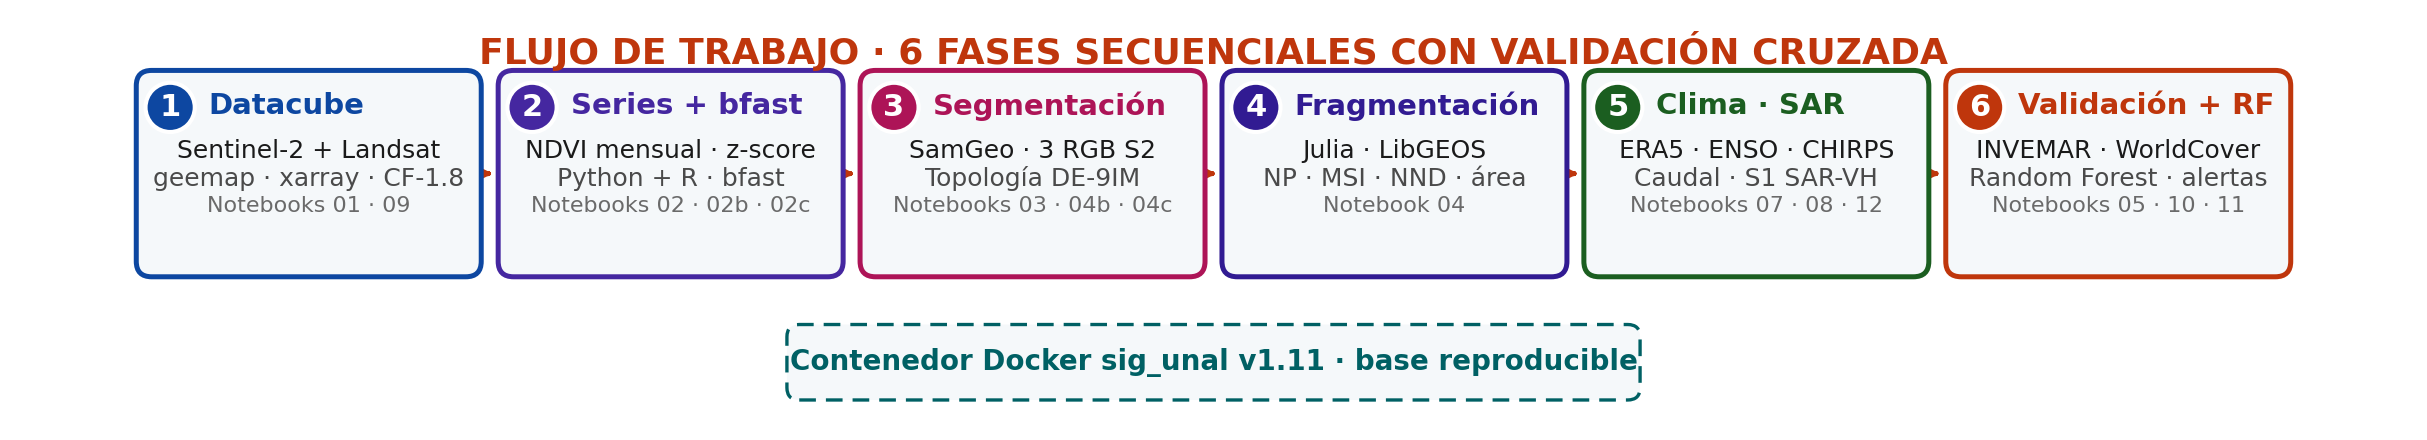 FLUJO DE TRABAJO · 6 FASES SECUENCIALES CON VALIDACIÓN CRUZADA
1 Datacube
Sentinel-2 + Landsat
geemap · xarray · CF-1.8
Notebooks 01 · 09
2 Series + bfast
NDVI mensual · z-score
Python + R · bfast
Notebooks 02 · 02b · 02c
3 Segmentación
SamGeo · 3 RGB S2
Topología DE-9IM
Notebooks 03 · 04b · 04c
4 Fragmentación
Julia · LibGEOS
NP · MSI · NND · área
Notebook 04
5 Clima · SAR
ERA5 · ENSO · CHIRPS
Caudal · S1 SAR-VH
Notebooks 07 · 08 · 12
6 Validación + RF
INVEMAR · WorldCover
Random Forest · alertas
Notebooks 05 · 10 · 11
Contenedor Docker sig_unal v1.11 · base reproducible